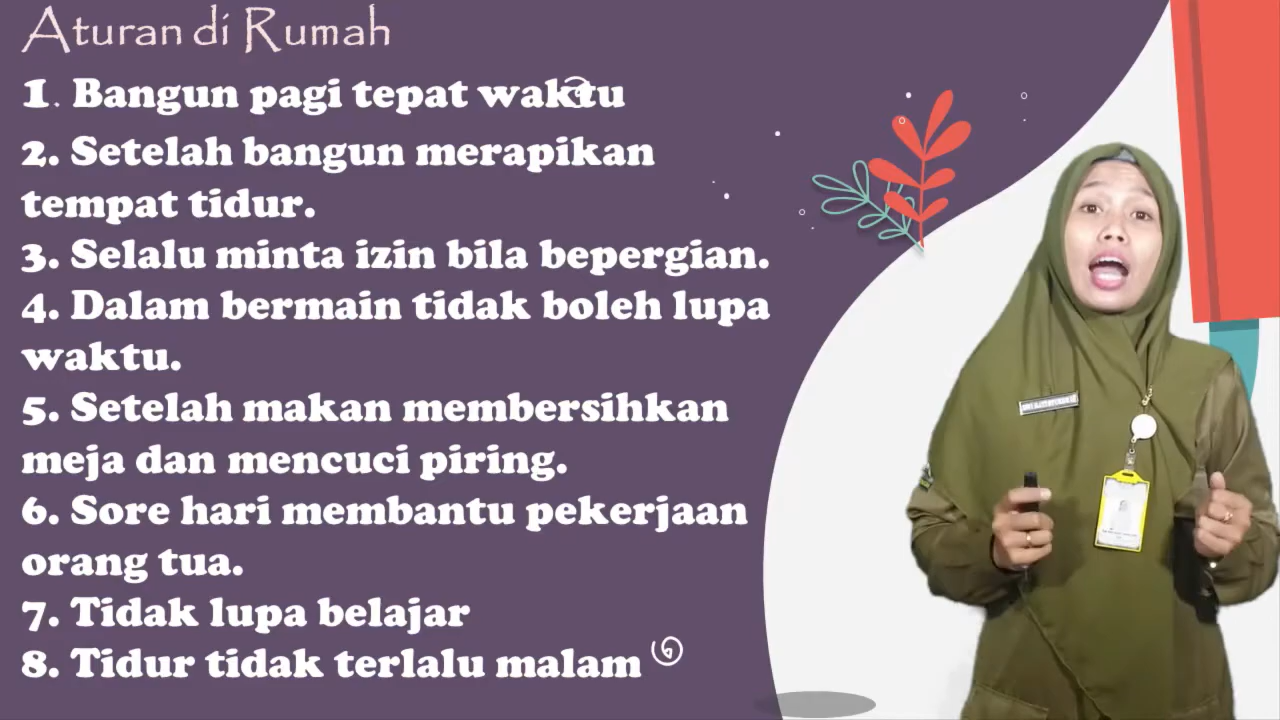 Aturan di Rumah
1. Bangun pagi tepat waktu
2. Setelah bangun merapikan
tempat tidur.
3. Selalu minta izin bila bepergian.
4. Dalam bermain tidak boleh lupa
waktu.
5. Setelah makan membersihkan
meja dan mencuci piring.
6. Sore hari membantu pekerjaan
orang tua.
7. Tidak lupa belajar
8. Tidur tidak terlalu malam